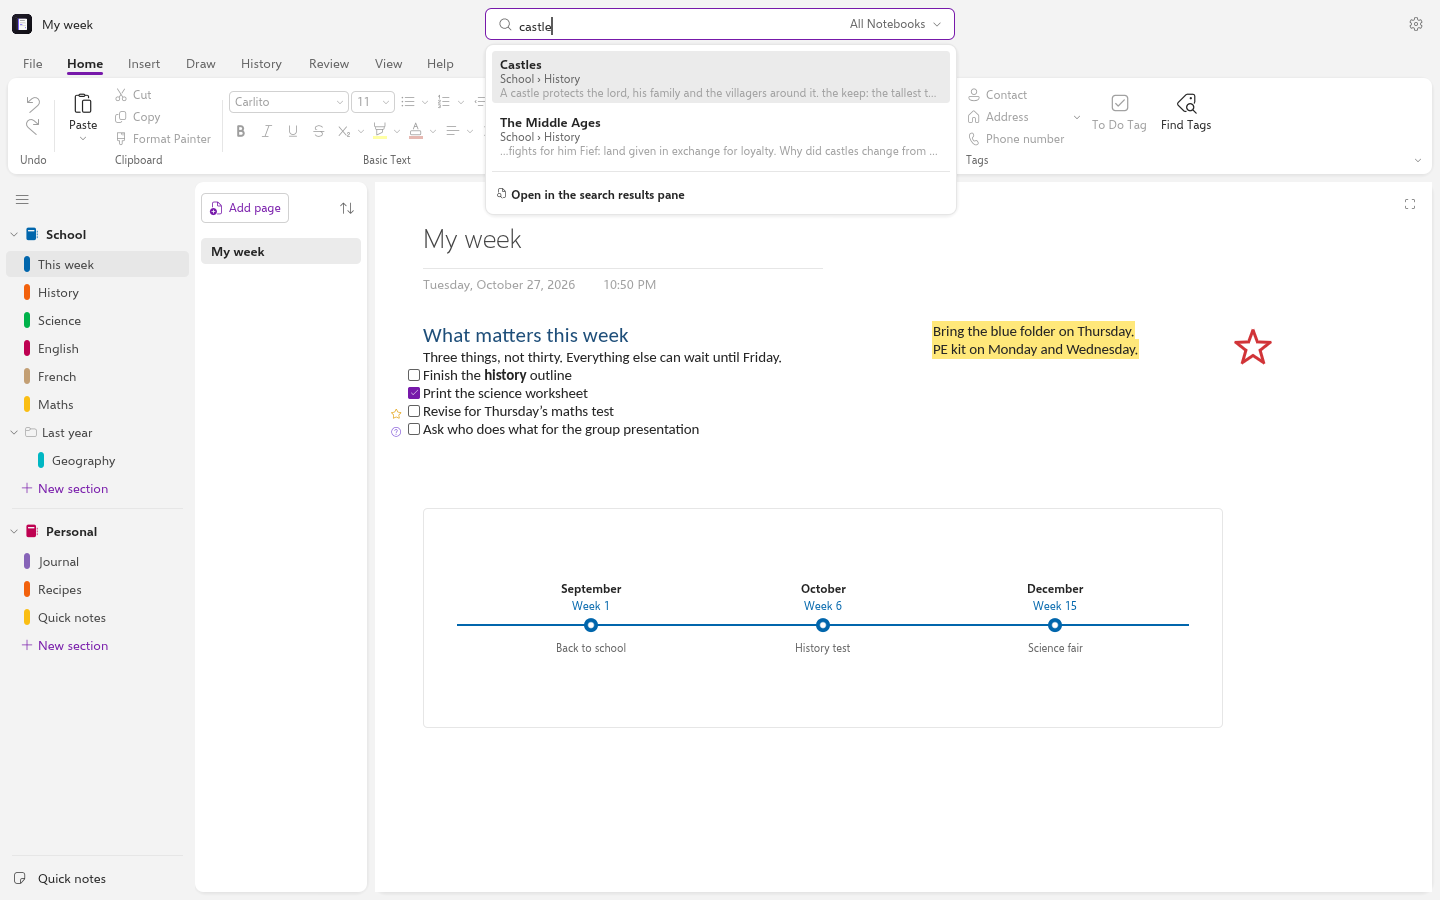 My week
castle
All Notebooks
File
Home
Insert
Draw
History
Review
View
Help
Castles
School › History
A castle protects the lord, his family and the villagers around it. the keep: the tallest t...
The Middle Ages
School › History
...fights for him Fief: land given in exchange for loyalty. Why did castles change from ...
Open in the search results pane
Undo
Paste
Cut
Copy
Format Painter
Clipboard
Carlito
11
Basic Text
Contact
Address
Phone number
Tags
To Do Tag
Find Tags
School
This week
History
Science
English
French
Maths
Last year
Geography
New section
Personal
Journal
Recipes
Quick notes
New section
Quick notes
Add page
My week
My week
Tuesday, October 27, 2026 10:50 PM
What matters this week
Three things, not thirty. Everything else can wait until Friday.
Finish the history outline
Print the science worksheet
Revise for Thursday’s maths test
Ask who does what for the group presentation
Bring the blue folder on Thursday.
PE kit on Monday and Wednesday.
September
Week 1
Back to school
October
Week 6
History test
December
Week 15
Science fair